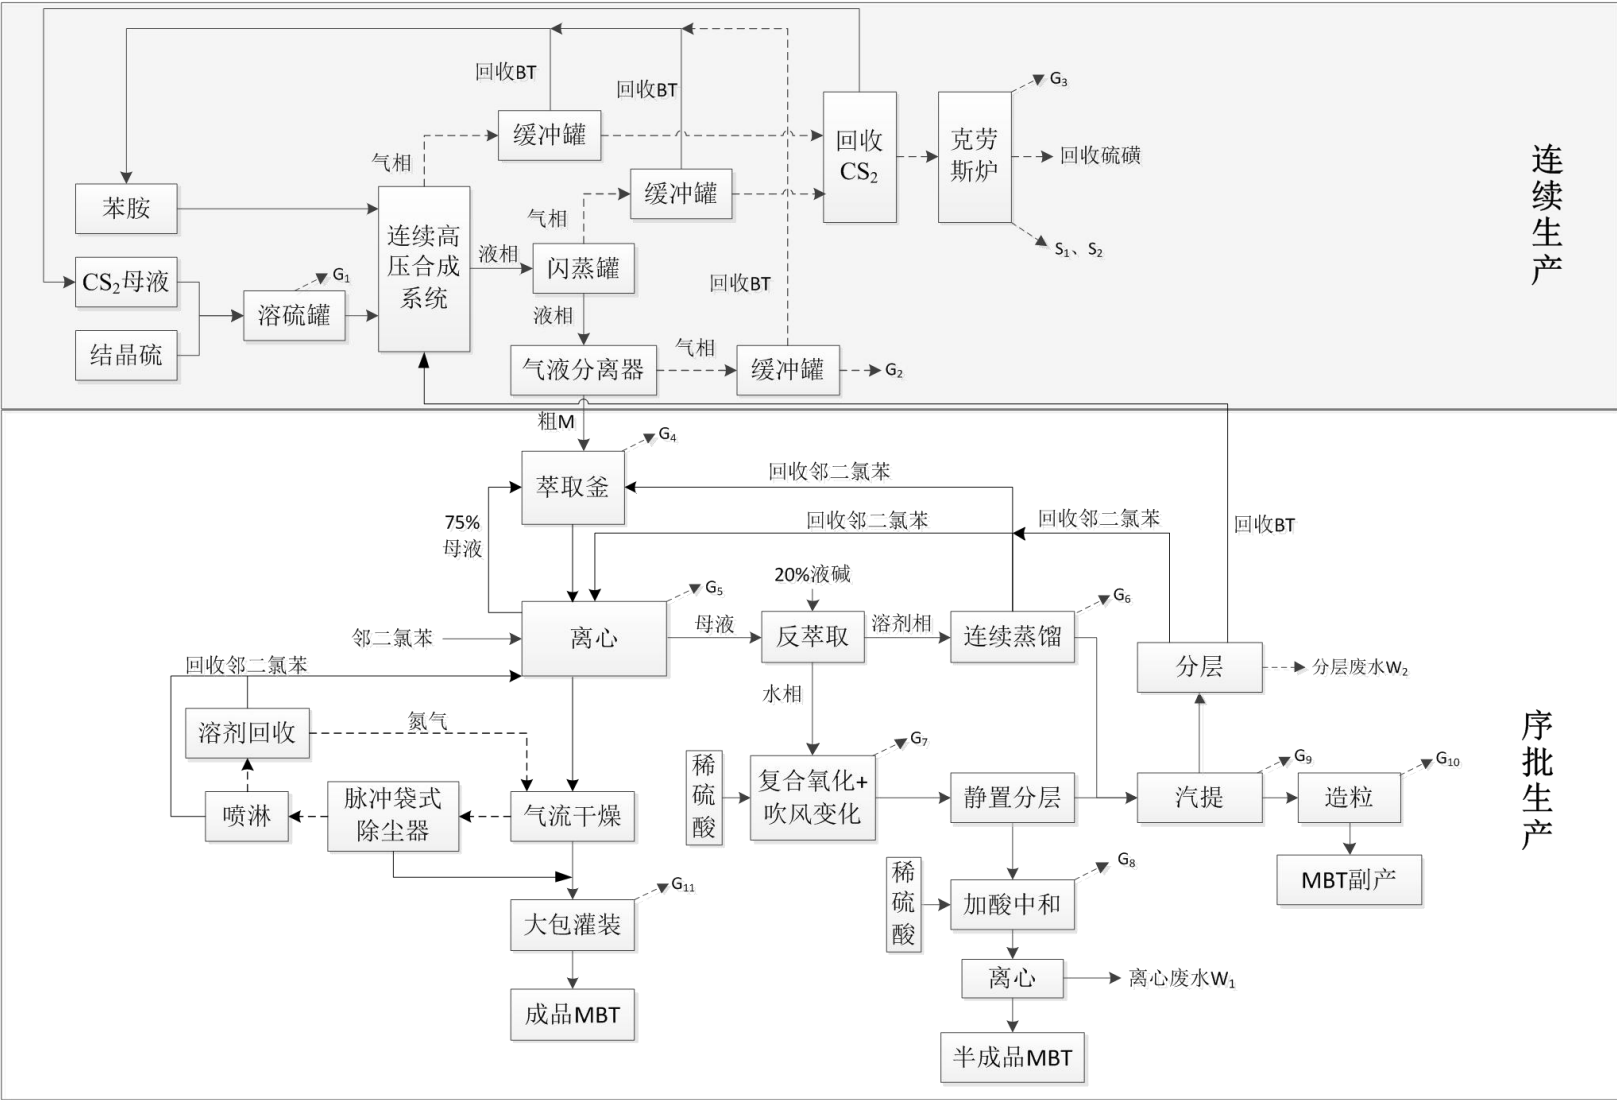 回收BT
回收BT
G3
缓冲罐
回收
CS2
克劳
斯炉
回收硫磺
气相
苯胺
缓冲罐
气相
连续高
压合成
系统
液相
闪蒸罐
S1、S2
CS2母液
G1
溶硫罐
回收BT
液相
结晶硫
气液分离器
气相
缓冲罐
G2
连续生产
粗M
G4
萃取釜
回收邻二氯苯
75%
母液
回收邻二氯苯
回收邻二氯苯
回收BT
20%液碱
G5
G6
邻二氯苯
离心
母液
反萃取
溶剂相
连续蒸馏
回收邻二氯苯
分层
分层废水W2
水相
溶剂回收
氮气
稀硫酸
G7
复合氧化+
吹风变化
静置分层
G9
汽提
G10
造粒
喷淋
脉冲袋式
除尘器
气流干燥
序批生产
G11
稀硫酸
G8
加酸中和
MBT副产
大包灌装
离心
离心废水W1
成品MBT
半成品MBT